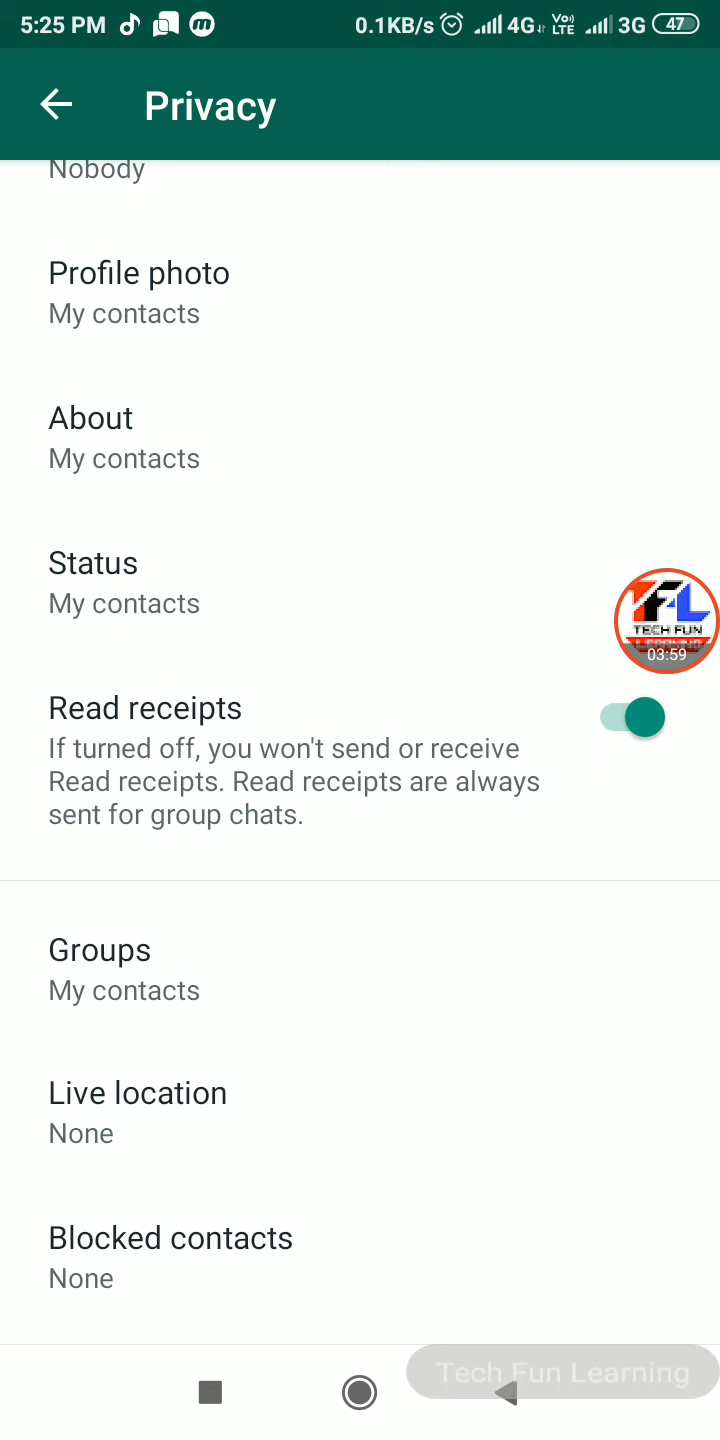 5:25 PM 0.1KB/s 4G Vo) LTE 3G 47
Privacy
Nobody
Profile photo
My contacts
About
My contacts
Status
My contacts
TFL
TECH FUN
LEARNING
03:59
Read receipts
If turned off, you won't send or receive
Read receipts. Read receipts are always
sent for group chats.
Groups
My contacts
Live location
None
Blocked contacts
None
Tech Fun Learning